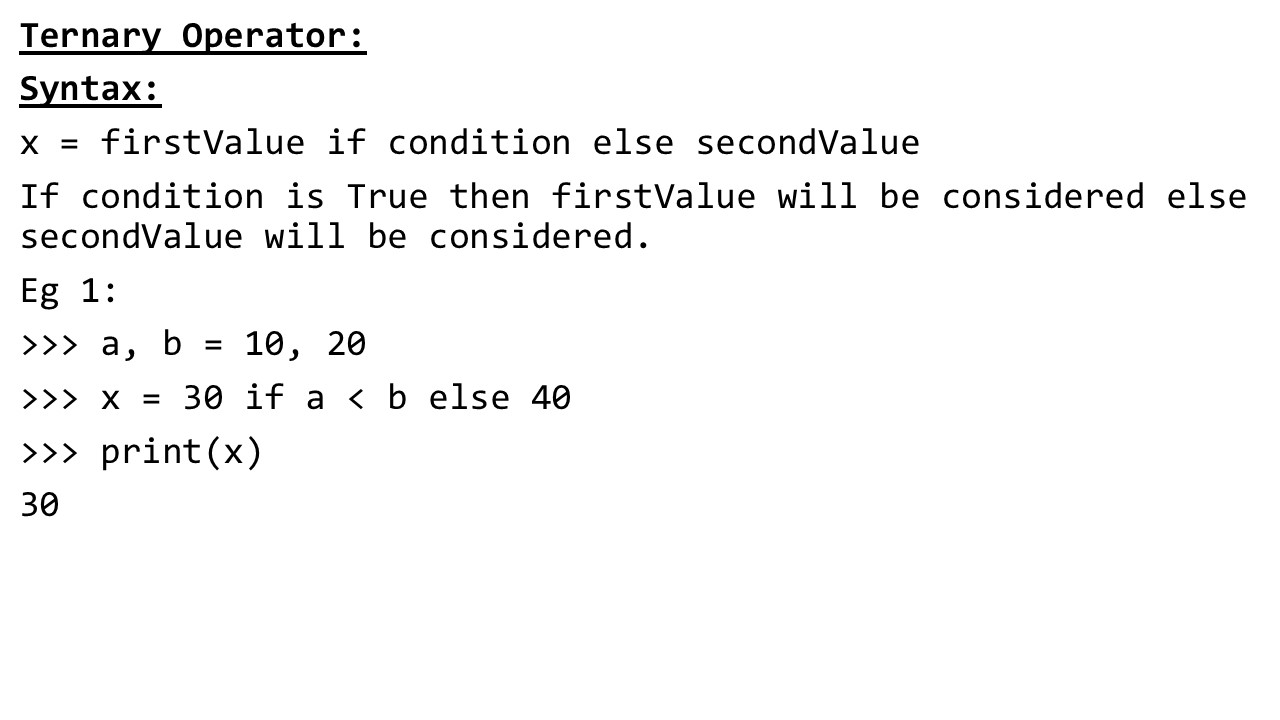 Ternary Operator:
Syntax:
x = firstValue if condition else secondValue
If condition is True then firstValue will be considered else
secondValue will be considered.
Eg 1:
>>> a, b = 10, 20
>>> x = 30 if a < b else 40
>>> print(x)
30